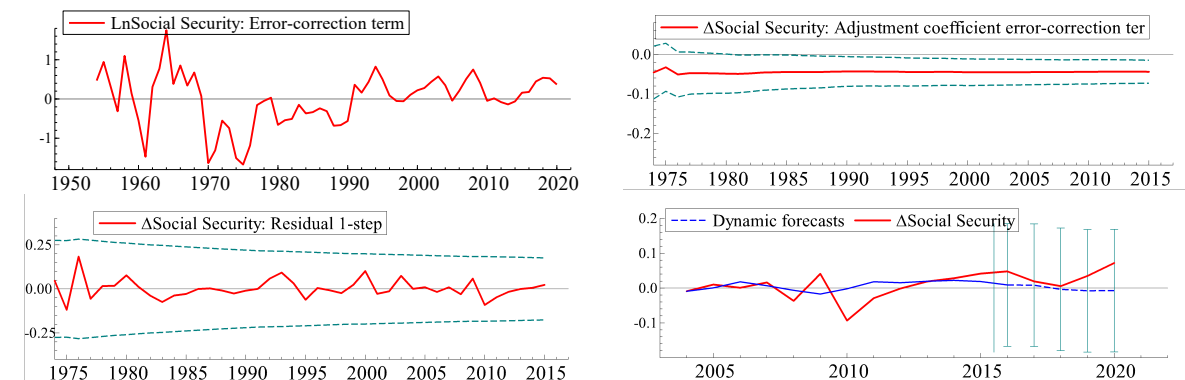 LnSocial Security: Error-correction term
1
0
-1
1950 1960 1970 1980 1990 2000 2010 2020
ΔSocial Security: Adjustment coefficient error-correction ter
0.0
-0.1
-0.2
1975 1980 1985 1990 1995 2000 2005 2010 2015
ΔSocial Security: Residual 1-step
0.25
0.00
-0.25
1975 1980 1985 1990 1995 2000 2005 2010 2015
Dynamic forecasts ΔSocial Security
0.2
0.1
0.0
-0.1
2005 2010 2015 2020